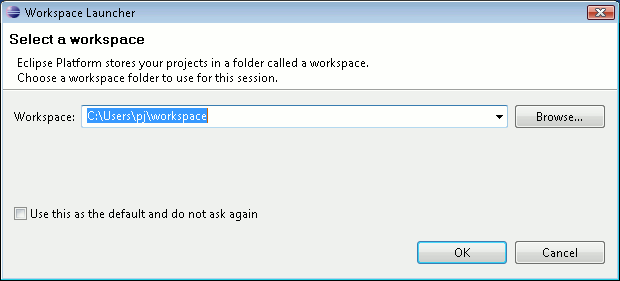 Workspace Launcher
Select a workspace
Eclipse Platform stores your projects in a folder called a workspace.
Choose a workspace folder to use for this session.
Workspace: C:\Users\pj\workspace Browse...
Use this as the default and do not ask again
OK Cancel